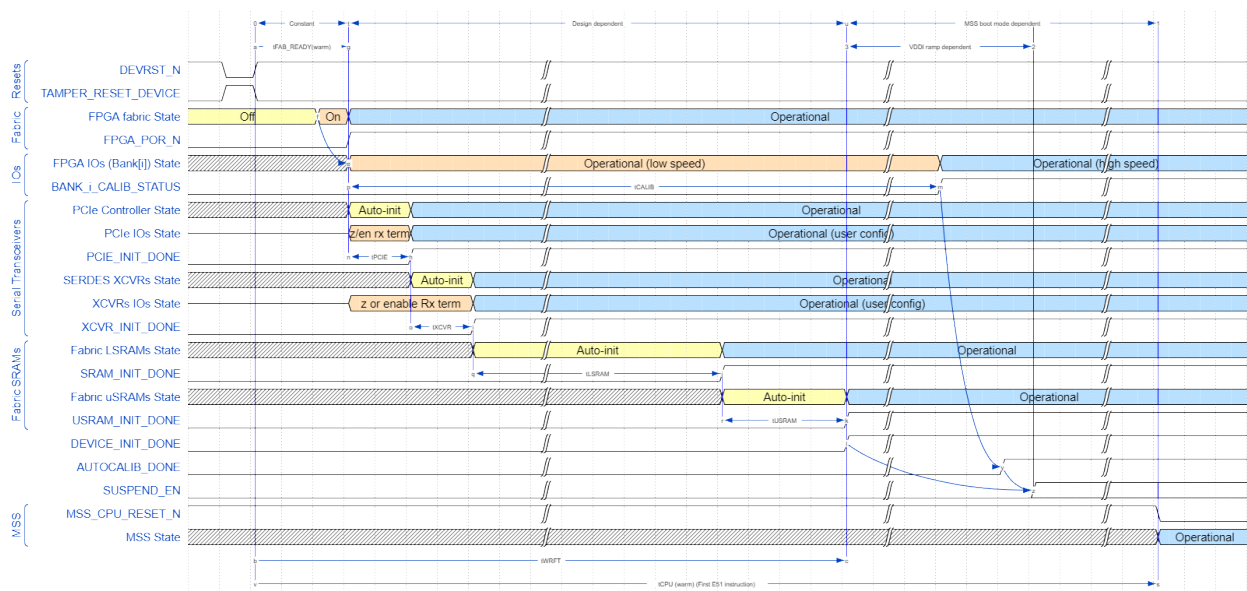 Constant Design dependent MSS boot mode dependent
tFAB_READY(warm) VDDI ramp dependent
Resets
DEVRST_N
TAMPER_RESET_DEVICE
Fabric
FPGA fabric State Off On Operational
FPGA_POR_N
IOs
FPGA IOs (Bank[i]) State Operational (low speed) Operational (high speed)
BANK_i_CALIB_STATUS tCALIB
Serial Transceivers
PCIe Controller State Auto-init Operational
PCIe IOs State z/en rx term Operational (user config)
PCIE_INIT_DONE tPCIE
SERDES XCVRs State Auto-init Operational
XCVRs IOs State z or enable Rx term Operational (user config)
XCVR_INIT_DONE tXCVR
Fabric SRAMs
Fabric LSRAMs State Auto-init Operational
SRAM_INIT_DONE tLSRAM
Fabric uSRAMs State Auto-init Operational
USRAM_INIT_DONE tUSRAM
DEVICE_INIT_DONE
AUTOCALIB_DONE
SUSPEND_EN
MSS
MSS_CPU_RESET_N
MSS State Operational
tWRFT
tCPU (warm) (First E51 instruction)